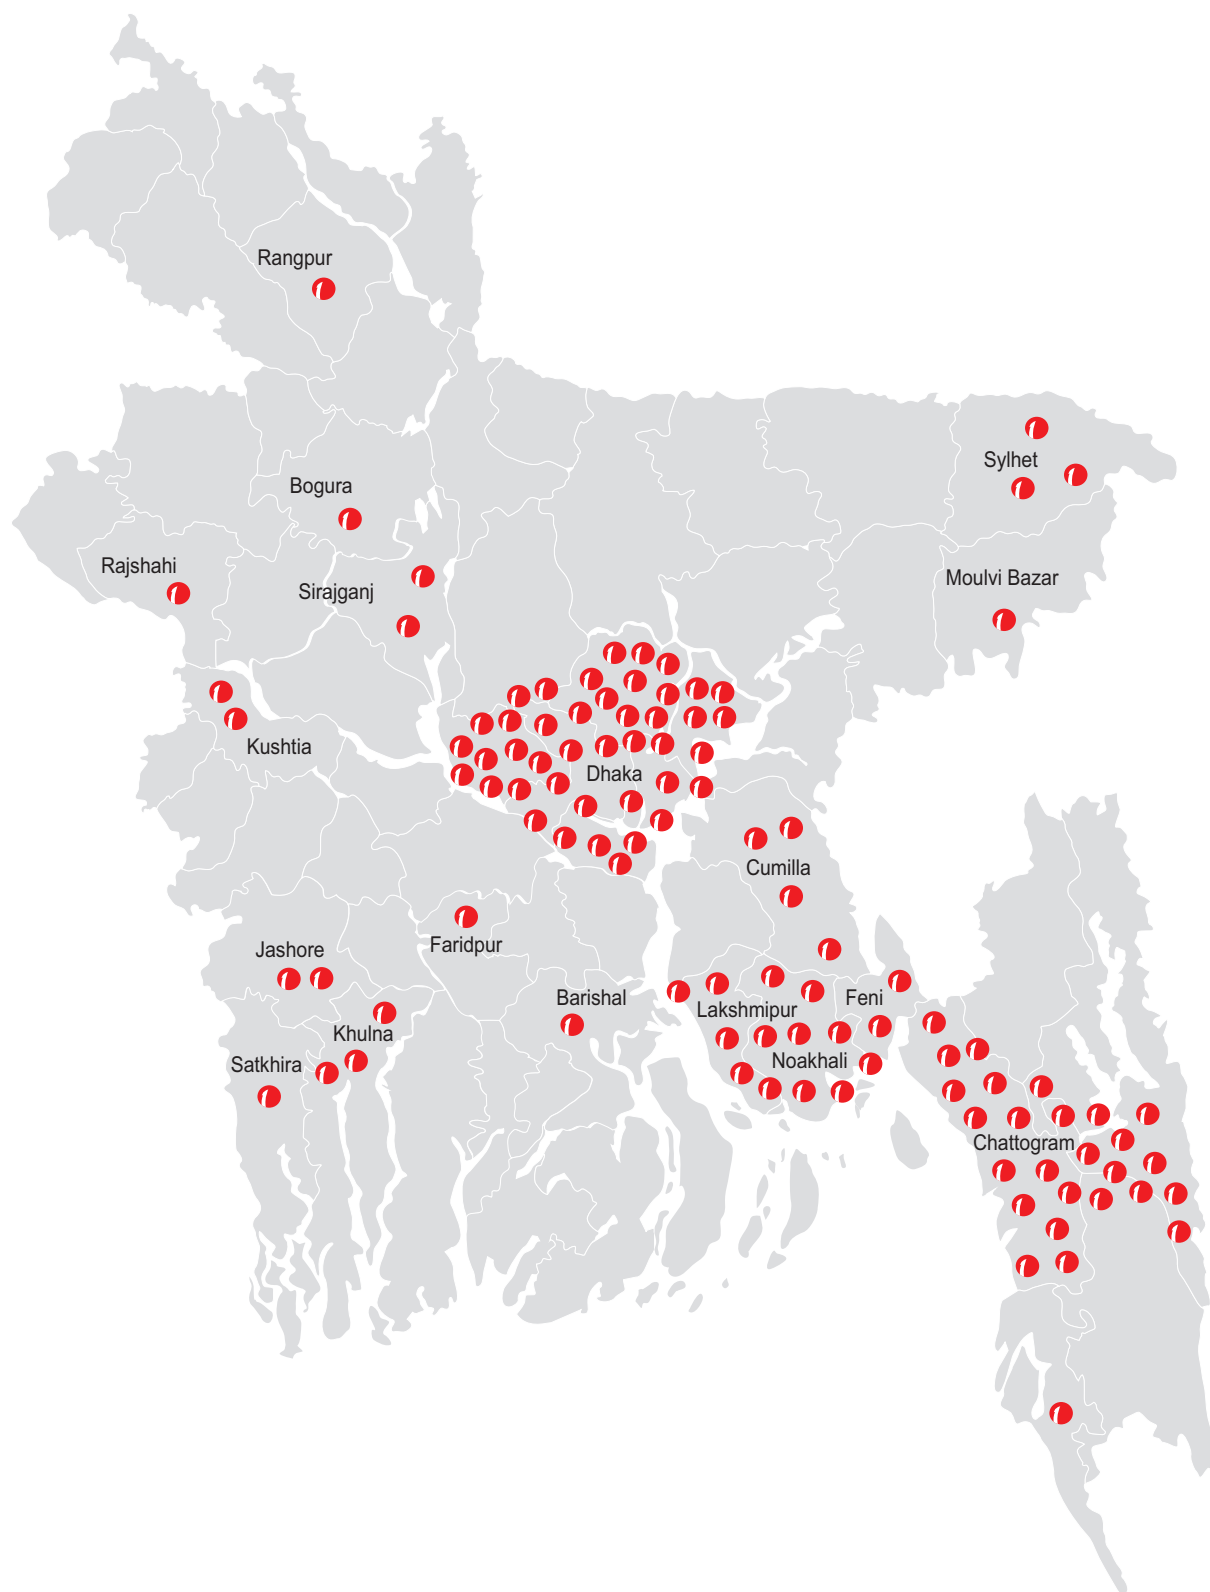 Rangpur
Sylhet
Bogura
Rajshahi
Moulvi Bazar
Sirajganj
Kushtia
Dhaka
Cumilla
Faridpur
Jashore
Barishal
Feni
Lakshmipur
Khulna
Noakhali
Satkhira
Chattogram